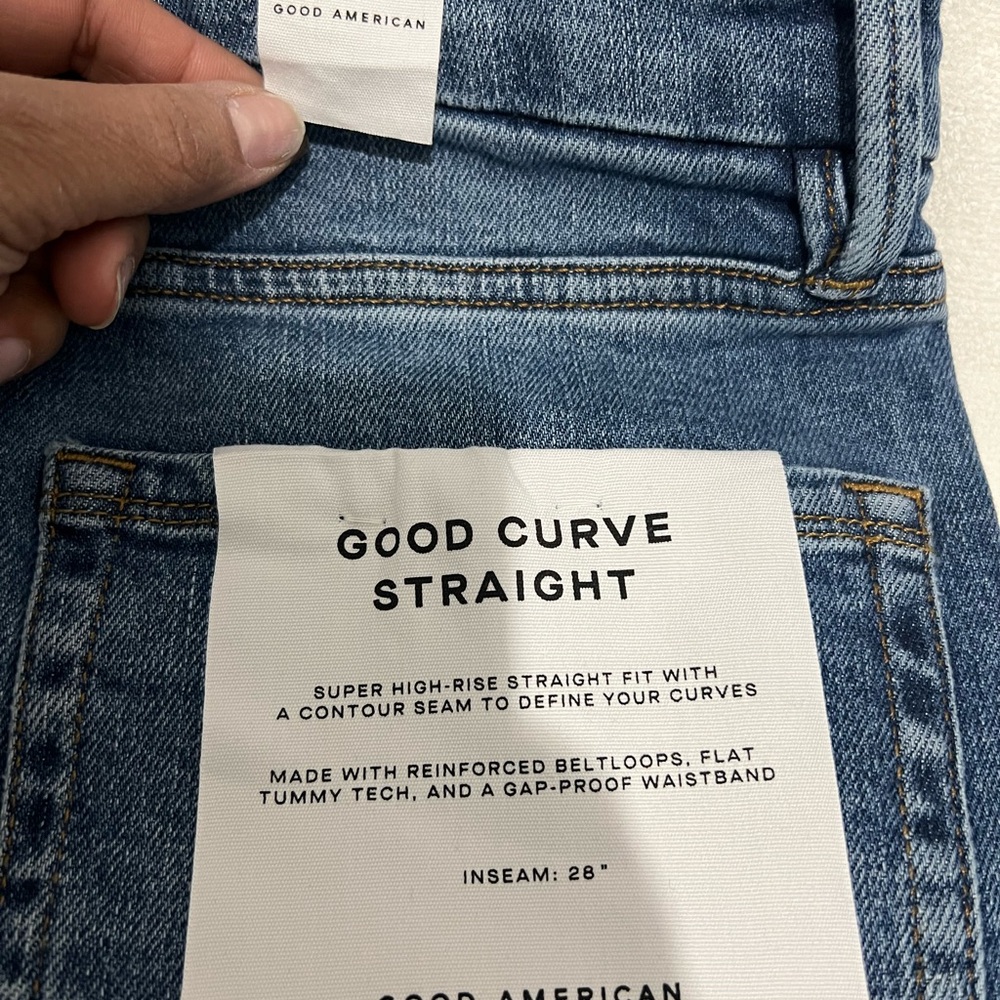 GOOD AMERICAN
GOOD CURVE
STRAIGHT
SUPER HIGH-RISE STRAIGHT FIT WITH
A CONTOUR SEAM TO DEFINE YOUR CURVES
MADE WITH REINFORCED BELTLOOPS, FLAT
TUMMY TECH, AND A GAP-PROOF WAISTBAND
INSEAM: 28"
GOOD AMERICAN